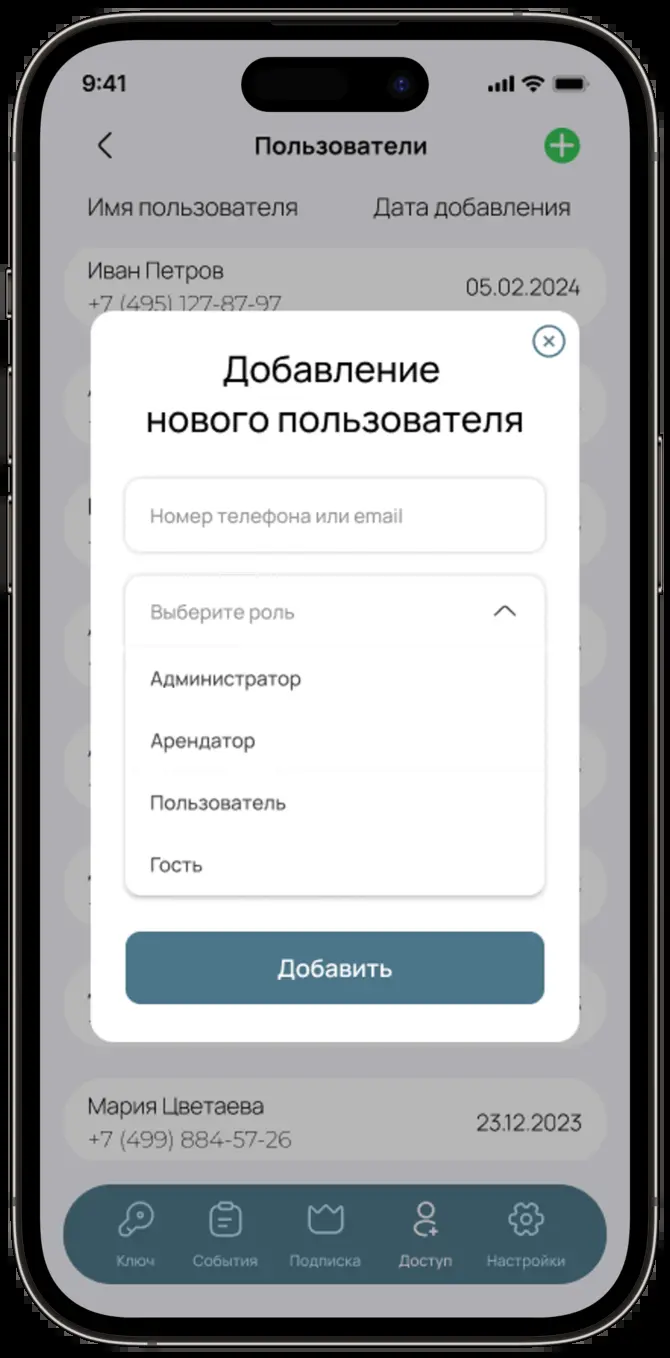 9:41
Пользователи
Имя пользователя Дата добавления
Иван Петров
05.02.2024
+7 (495) 127-87-97
Добавление
нового пользователя
Номер телефона или email
Выберите роль
Администратор
Арендатор
Пользователь
Гость
Добавить
Мария Цветаева
23.12.2023
+7 (499) 884-57-26
Ключ События Подписка Доступ Настройки